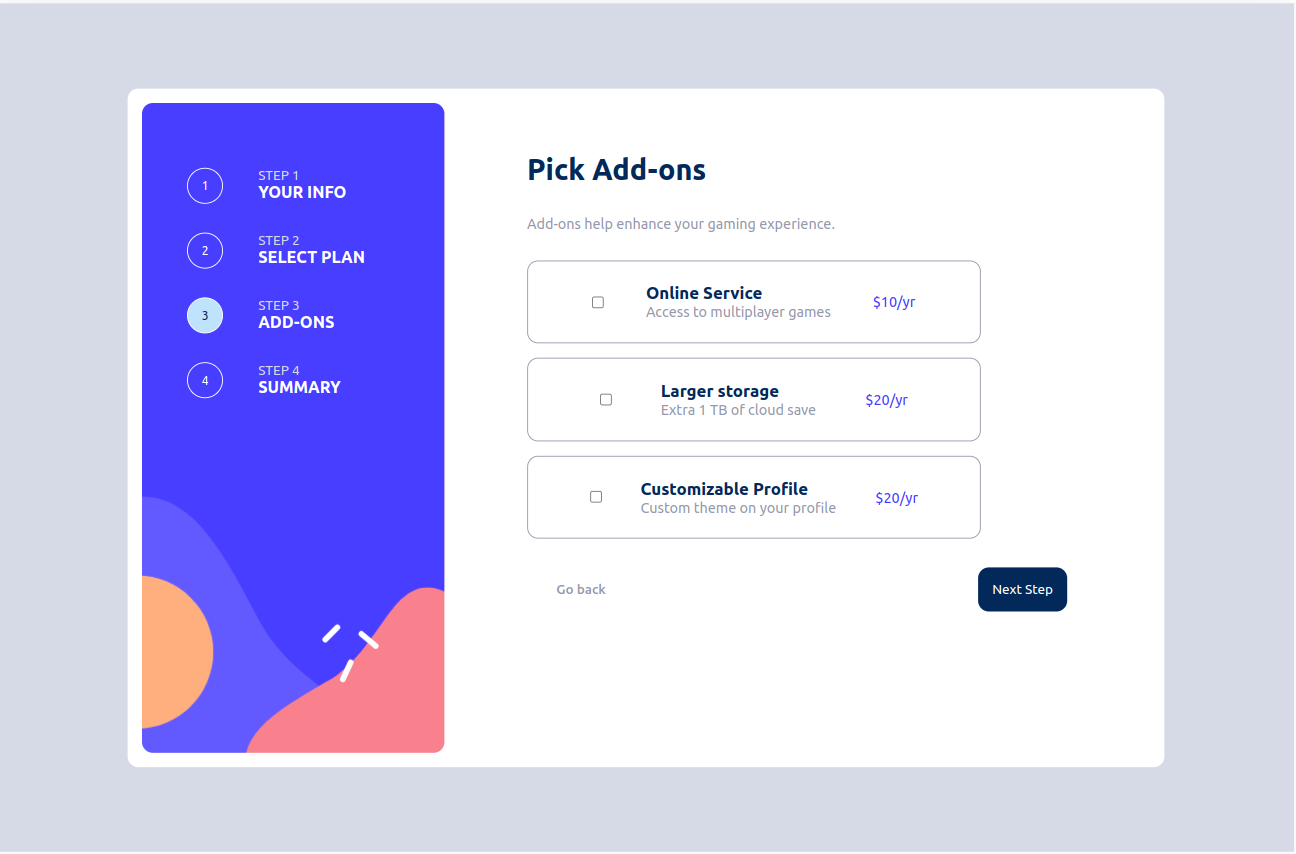 1
STEP 1
YOUR INFO
2
STEP 2
SELECT PLAN
3
STEP 3
ADD-ONS
4
STEP 4
SUMMARY
Pick Add-ons
Add-ons help enhance your gaming experience.
Online Service
Access to multiplayer games
$10/yr
Larger storage
Extra 1 TB of cloud save
$20/yr
Customizable Profile
Custom theme on your profile
$20/yr
Go back
Next Step